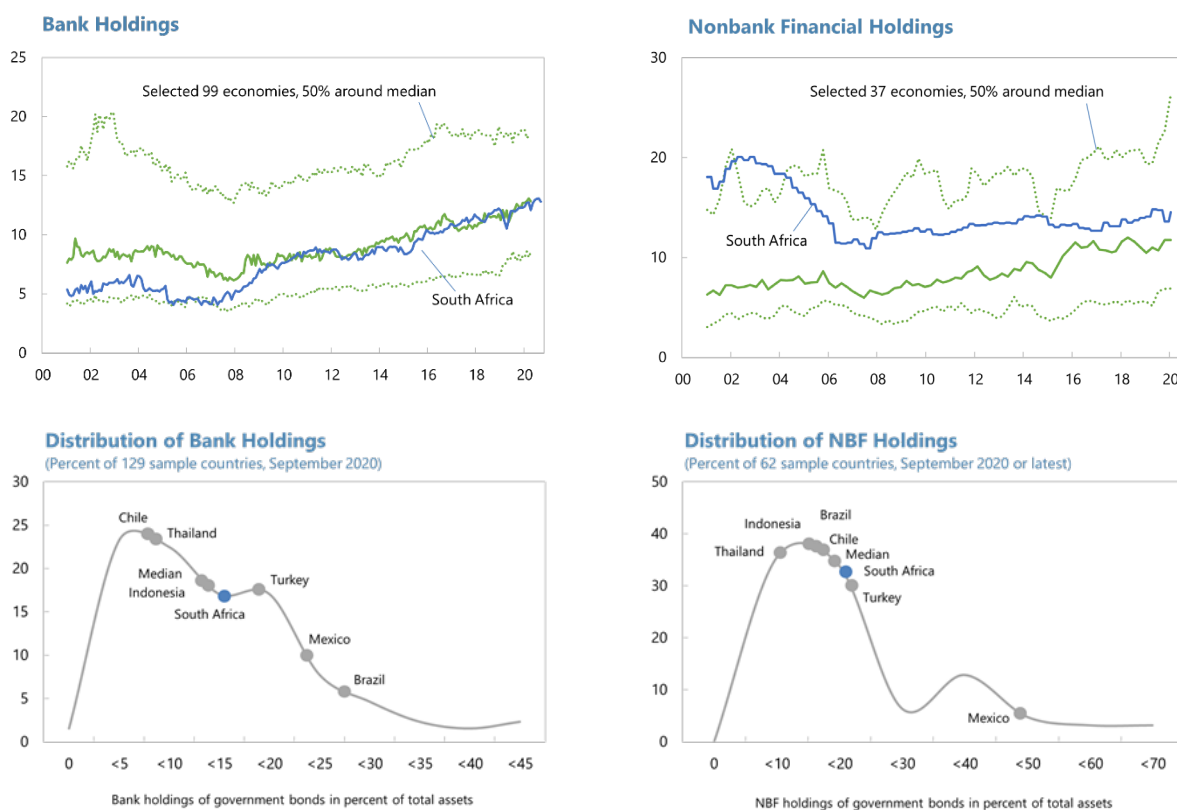 Bank Holdings
25
20
15
10
5
0
Selected 99 economies, 50% around median
South Africa
00 02 04 06 08 10 12 14 16 18 20
Nonbank Financial Holdings
30
20
10
0
Selected 37 economies, 50% around median
South Africa
00 02 04 06 08 10 12 14 16 18 20
Distribution of Bank Holdings
(Percent of 129 sample countries, September 2020)
30
25
20
15
10
5
0
Chile
Thailand
Median
Indonesia
South Africa
Turkey
Mexico
Brazil
0 <5 <10 <15 <20 <25 <30 <35 <40 <45
Bank holdings of government bonds in percent of total assets
Distribution of NBF Holdings
(Percent of 62 sample countries, September 2020 or latest)
50
40
30
20
10
0
Brazil
Indonesia
Chile
Thailand
Median
South Africa
Turkey
Mexico
0 <10 <20 <30 <40 <50 <60 <70
NBF holdings of government bonds in percent of total assets